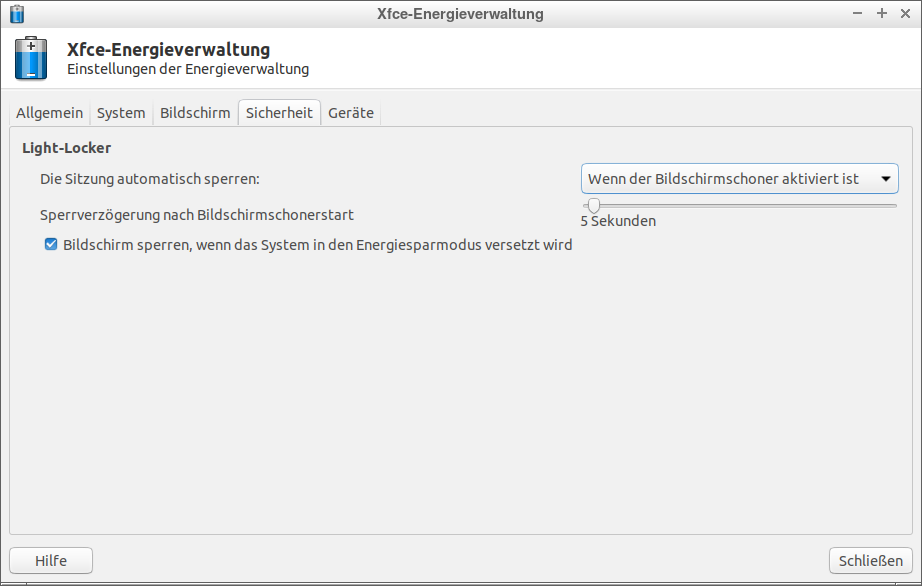 Xfce-Energieverwaltung
Xfce-Energieverwaltung
Einstellungen der Energieverwaltung
Allgemein System Bildschirm Sicherheit Geräte
Light-Locker
Die Sitzung automatisch sperren: Wenn der Bildschirmschoner aktiviert ist
Sperrverzögerung nach Bildschirmschonerstart
5 Sekunden
Bildschirm sperren, wenn das System in den Energiesparmodus versetzt wird
Hilfe Schließen